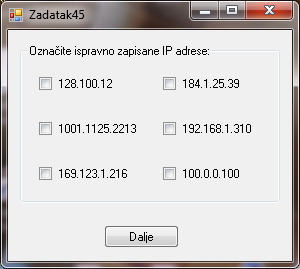 Zadatak45
Označite ispravno zapisane IP adrese:
128.100.12 184.1.25.39
1001.1125.2213 192.168.1.310
169.123.1.216 100.0.0.100
Dalje